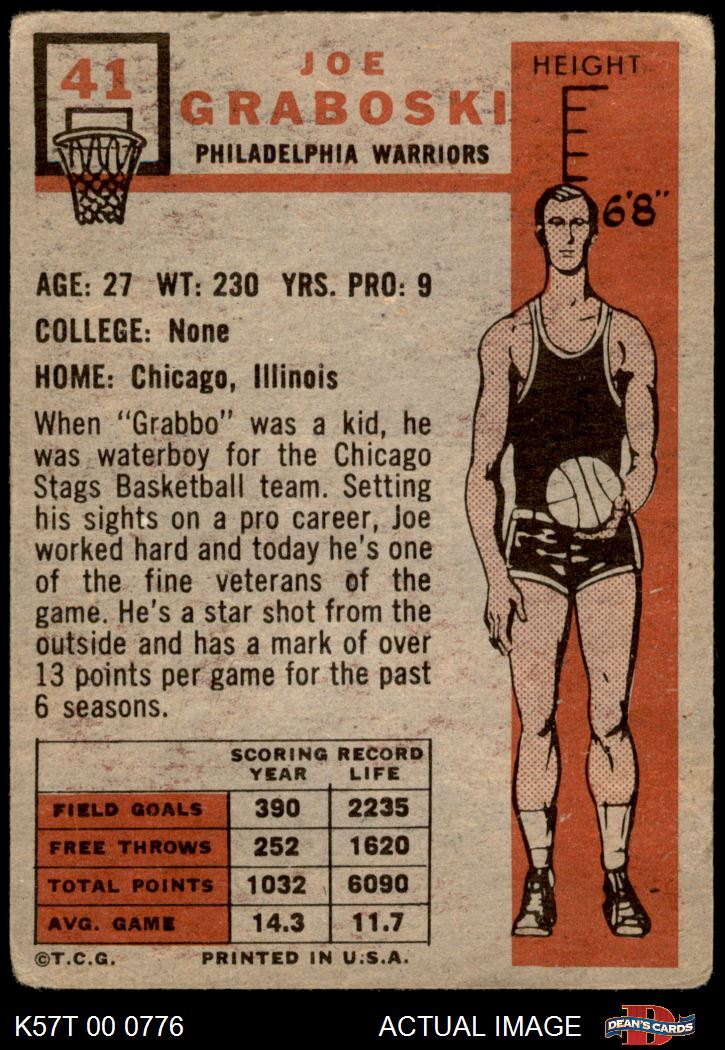 41
JOE
GRABOSKI
PHILADELPHIA WARRIORS
HEIGHT
6'8"
AGE: 27 WT: 230 YRS. PRO: 9
COLLEGE: None
HOME: Chicago, Illinois
When "Grabbo" was a kid, he
was waterboy for the Chicago
Stags Basketball team. Setting
his sights on a pro career, Joe
worked hard and today he's one
of the fine veterans of the
game. He's a star shot from the
outside and has a mark of over
13 points per game for the past
6 seasons.
SCORING RECORD
YEAR LIFE
FIELD GOALS 390 2235
FREE THROWS 252 1620
TOTAL POINTS 1032 6090
AVG. GAME 14.3 11.7
©T.C.G. PRINTED IN U.S.A.
K57T 00 0776 ACTUAL IMAGE
D
DEAN'S CARDS